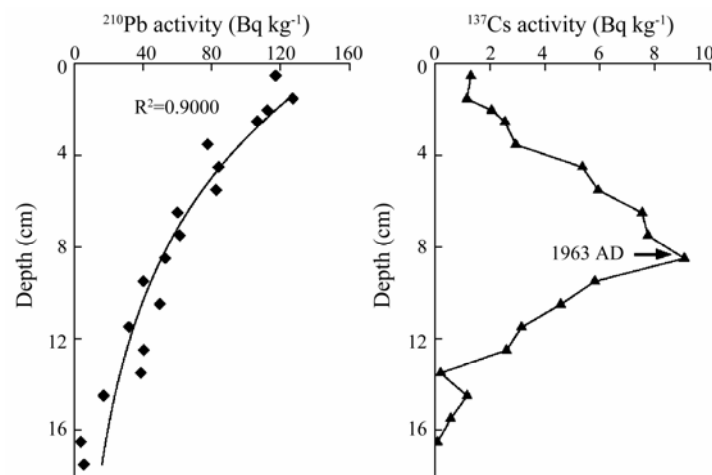 ²¹⁰Pb activity (Bq kg⁻¹)
0 40 80 120 160
0
4
8
12
16
Depth (cm)
R²=0.9000
¹³⁷Cs activity (Bq kg⁻¹)
0 2 4 6 8 10
0
4
8
12
16
Depth (cm)
1963 AD